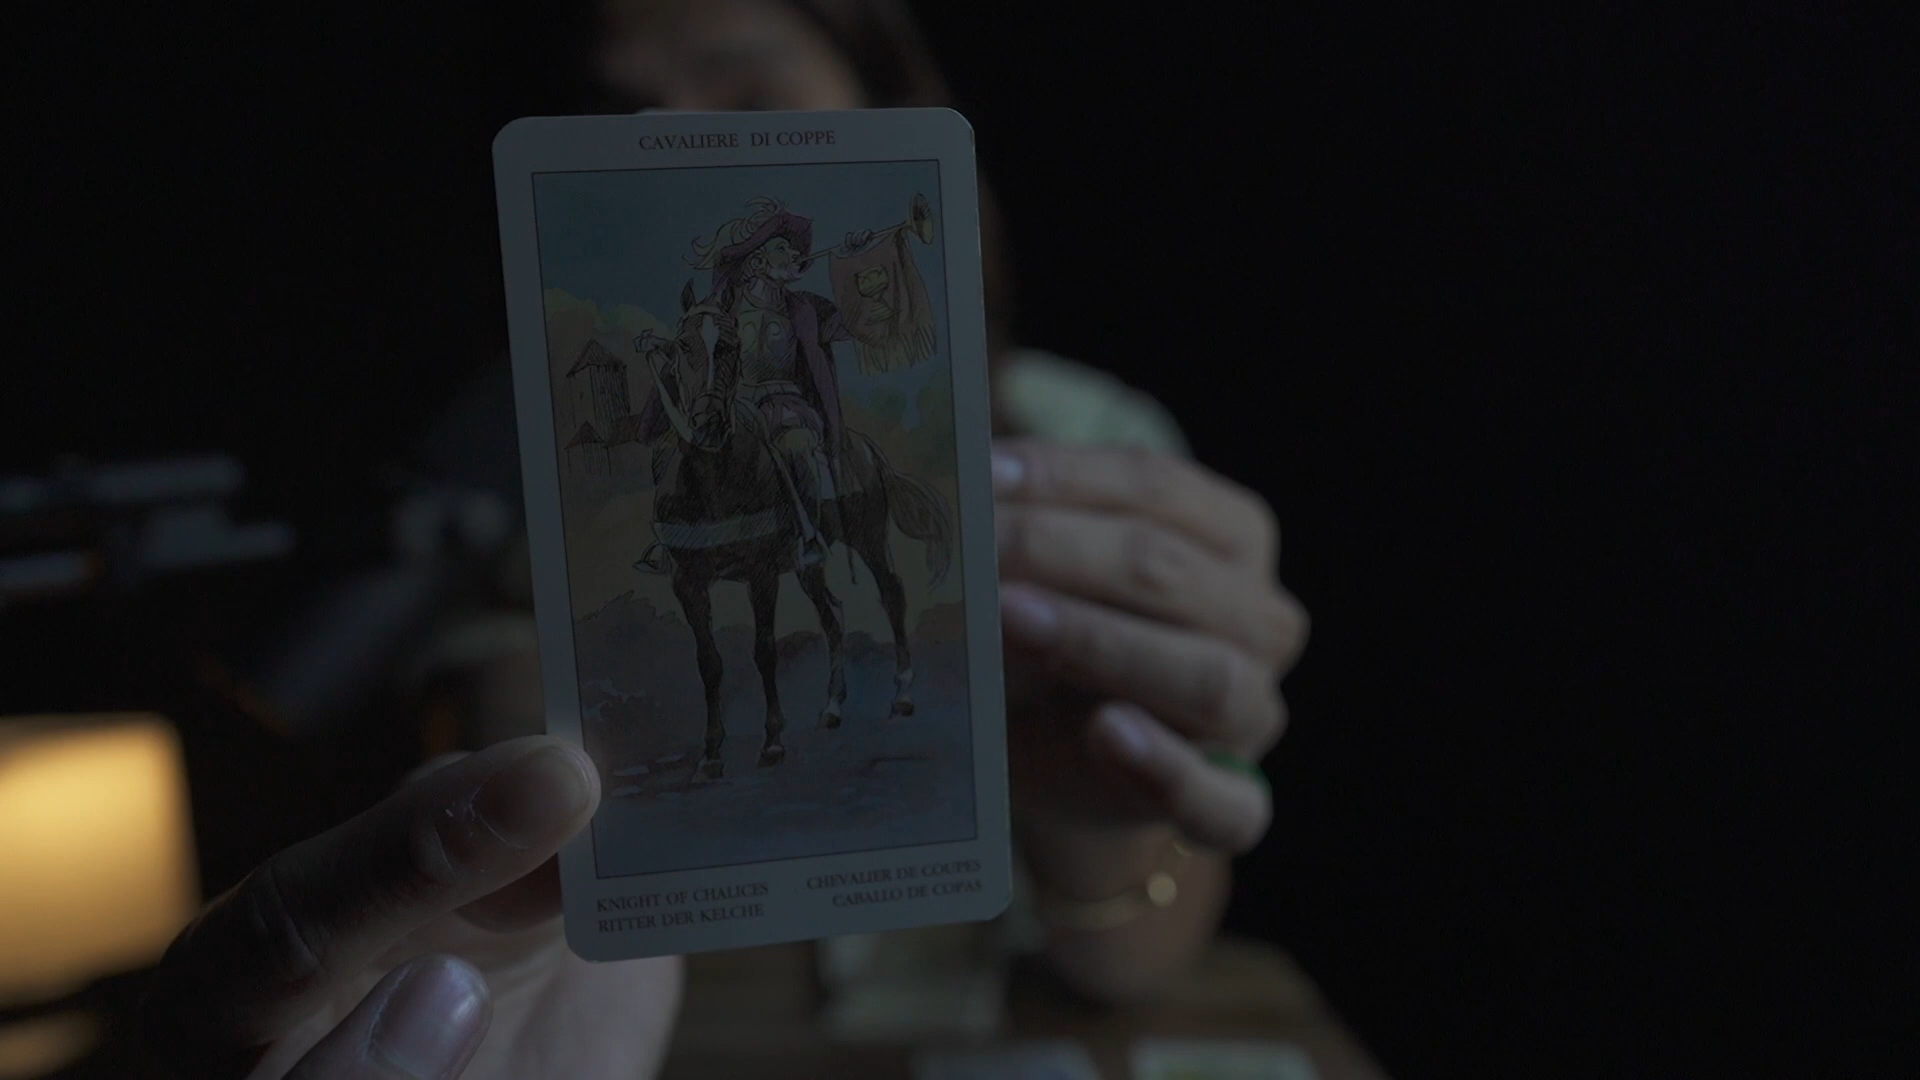 CAVALIERE DI COPPE
KNIGHT OF CHALICES
RITTER DER KELCHE
CHEVALIER DE COUPES
CABALLO DE COPAS